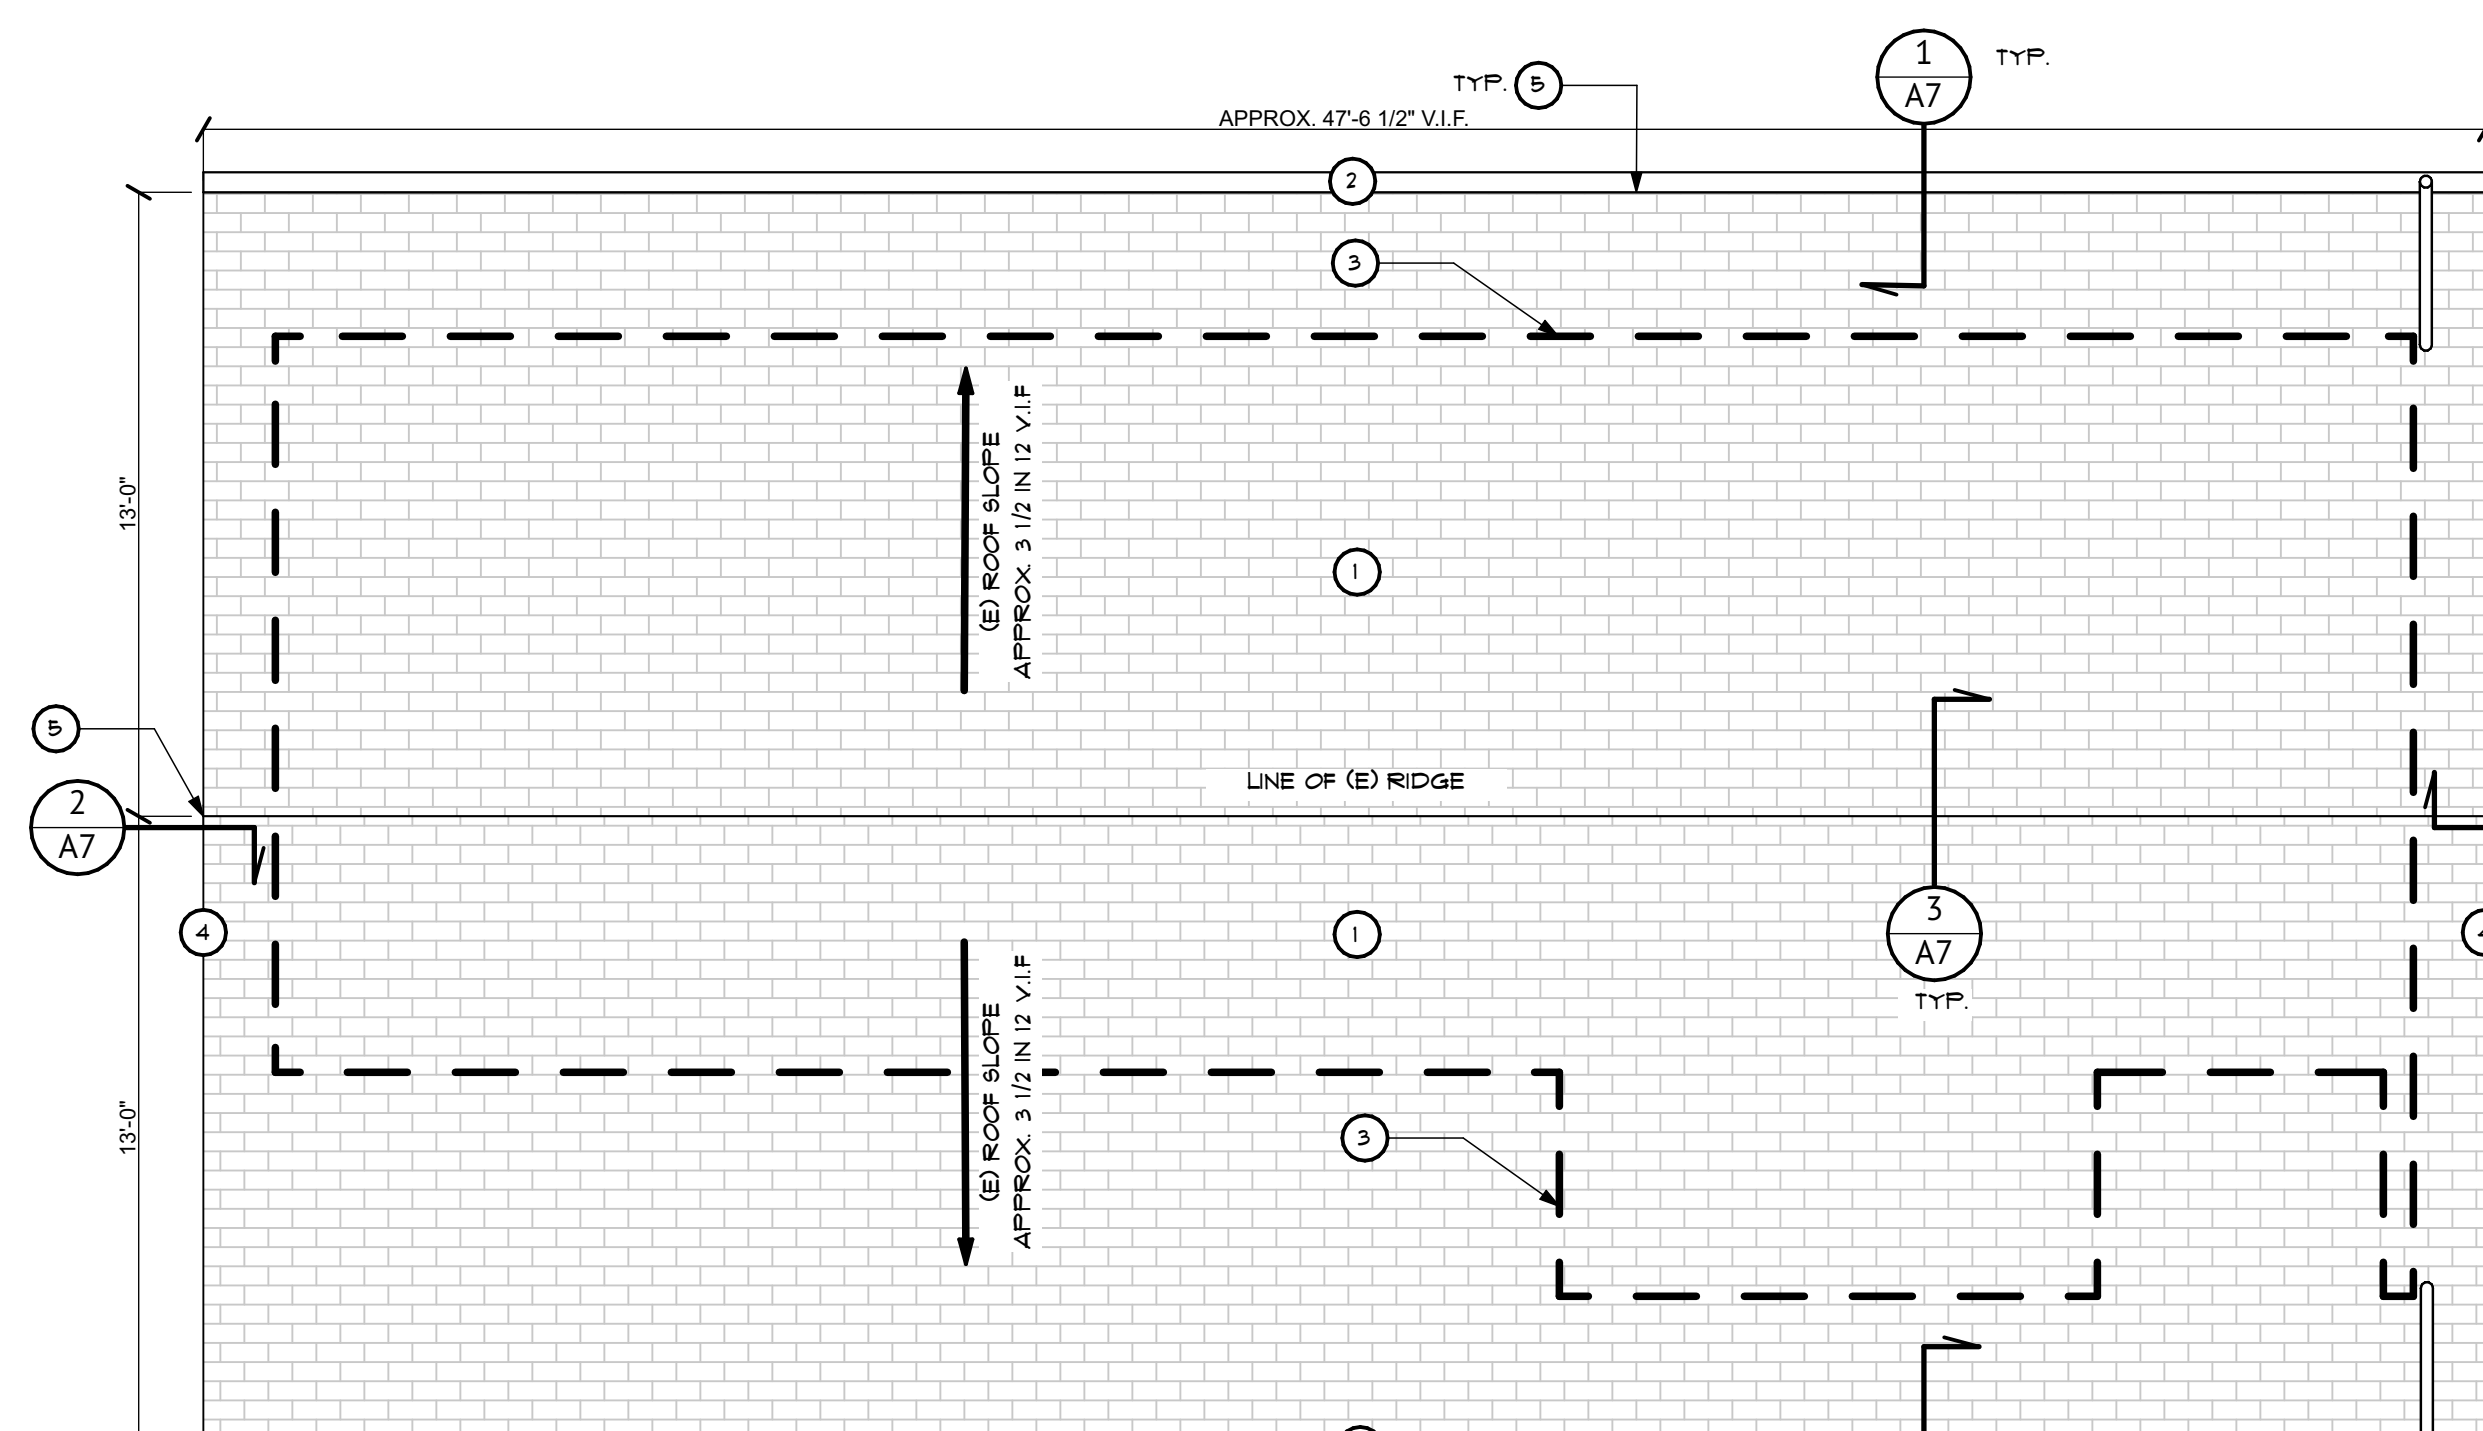 1
A7
TYP.
TYP. 5
APPROX. 47'-6 1/2" V.I.F.
2
3
13'-0"
(E) ROOF SLOPE
APPROX. 3 1/2 IN 12 V.I.F
1
5
LINE OF (E) RIDGE
2
A7
4
1
3
A7
TYP.
13'-0"
(E) ROOF SLOPE
APPROX. 3 1/2 IN 12 V.I.F
3